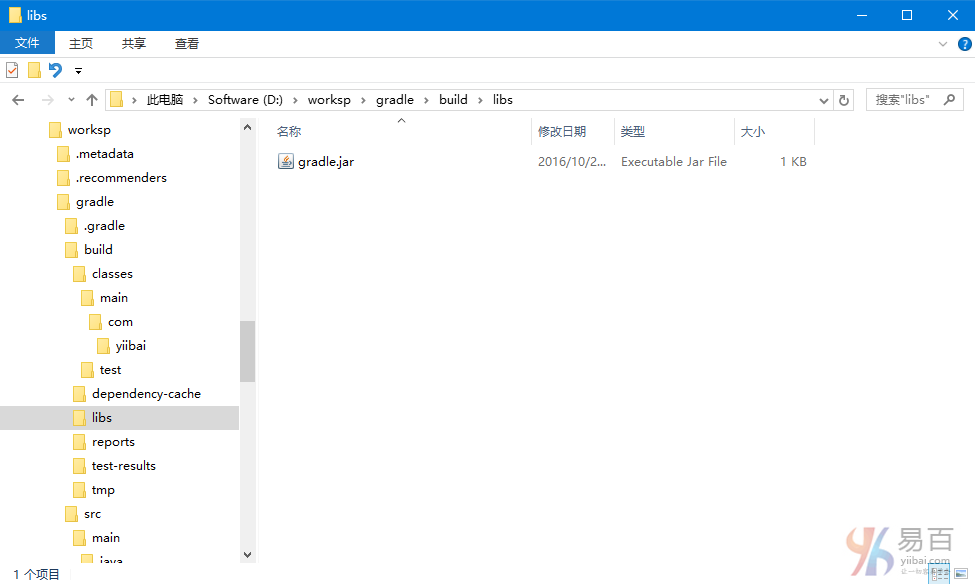 libs
文件 主页 共享 查看
此电脑 Software (D:) worksp gradle build libs 搜索"libs"
名称 修改日期 类型 大小
gradle.jar 2016/10/2... Executable Jar File 1 KB
worksp
.metadata
.recommenders
gradle
.gradle
build
classes
main
com
yiibai
test
dependency-cache
libs
reports
test-results
tmp
src
main
java
1 个项目
易百
yiibai.com